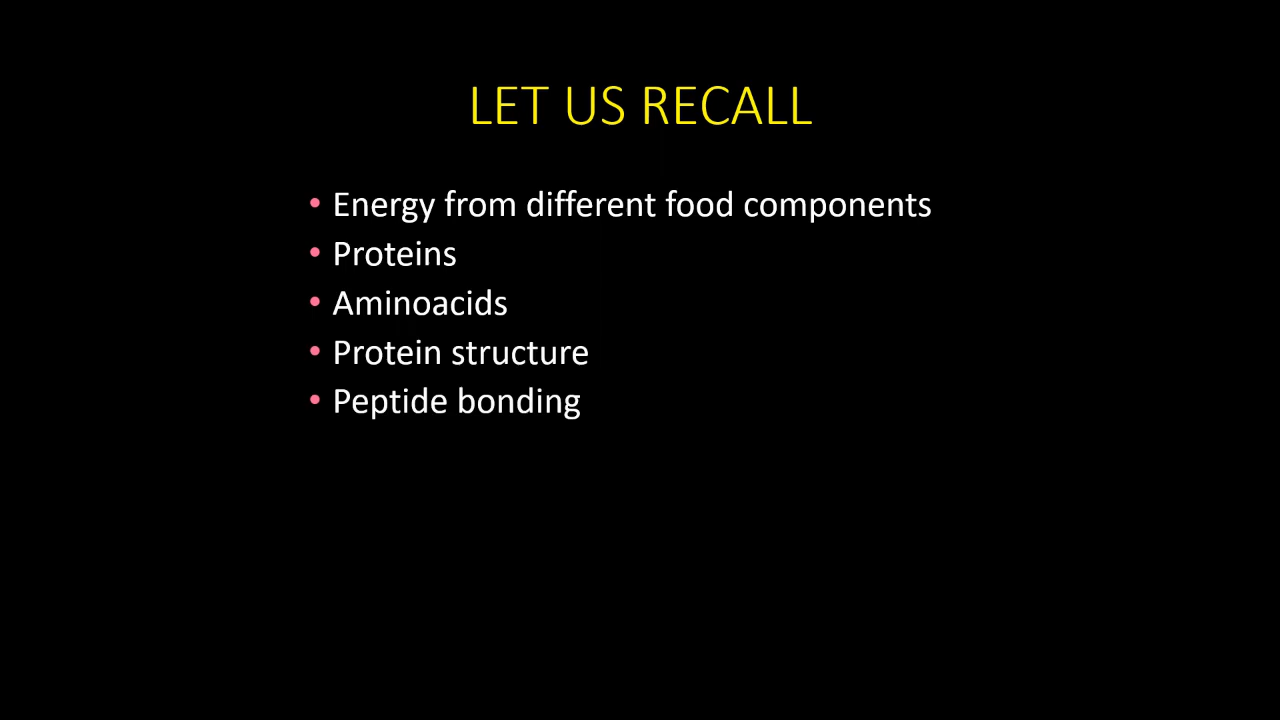 LET US RECALL
• Energy from different food components
• Proteins
• Aminoacids
• Protein structure
• Peptide bonding